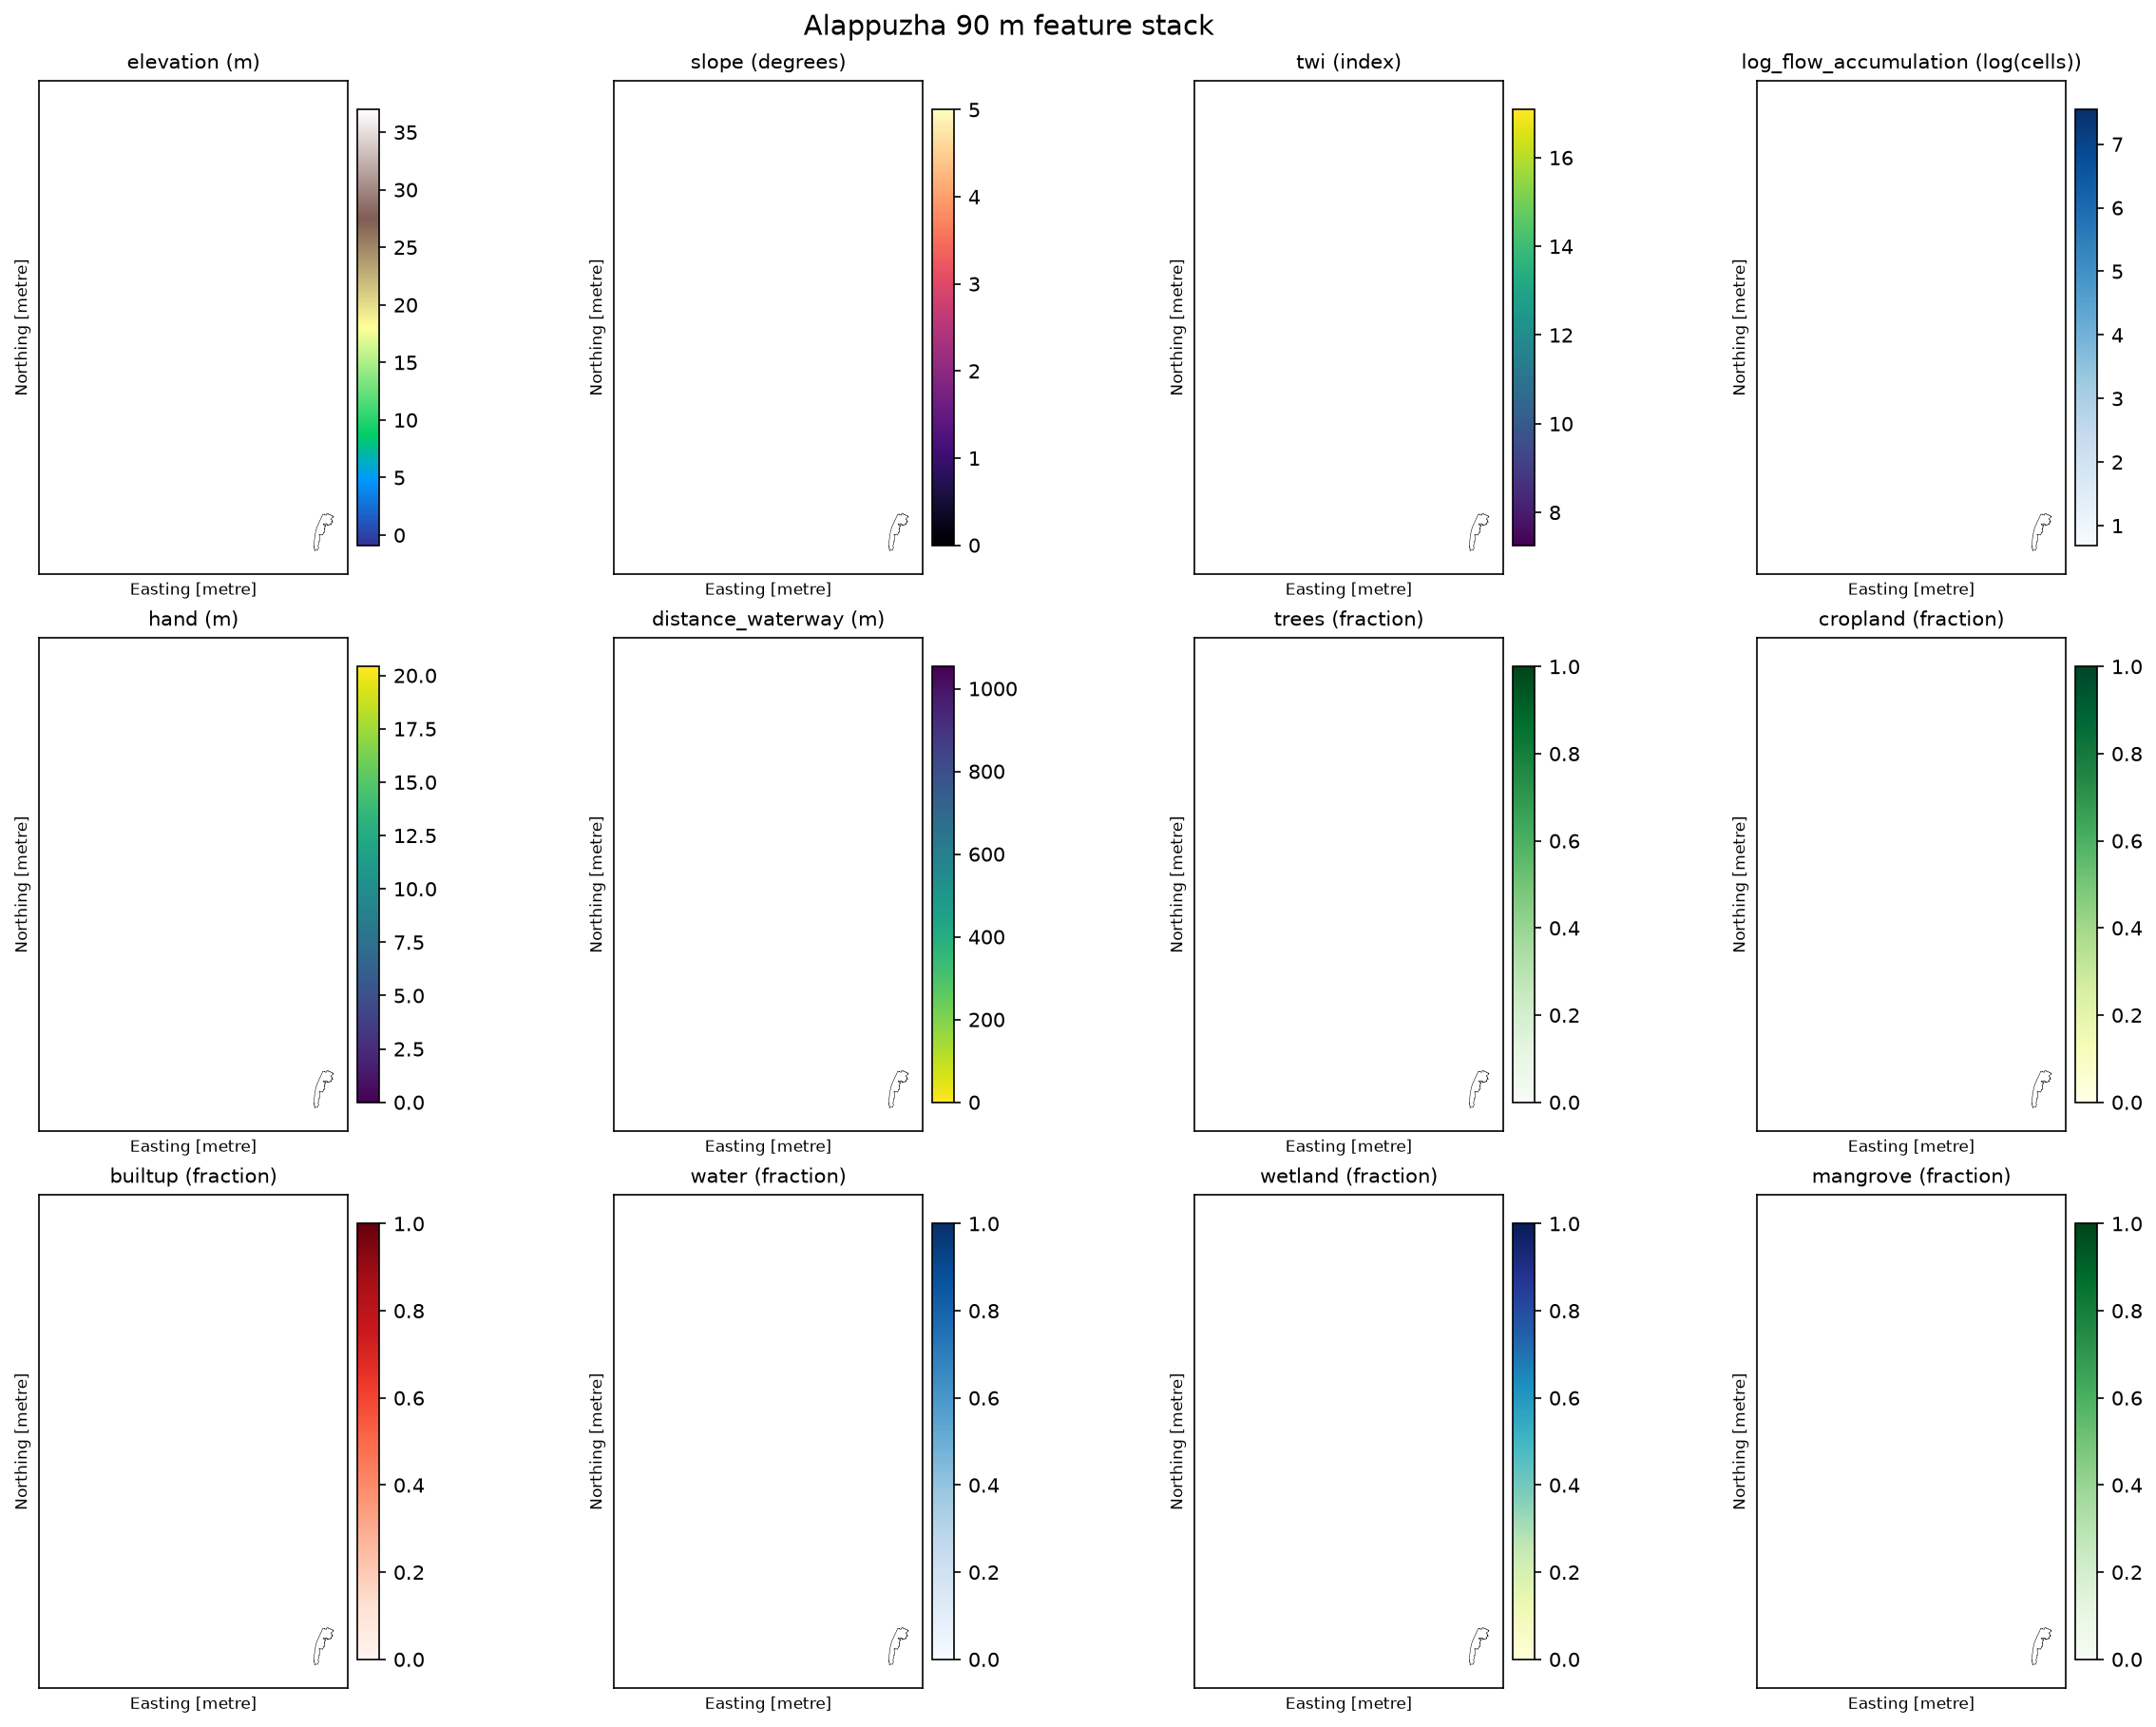 Alappuzha 90 m feature stack
elevation (m)
slope (degrees)
twi (index)
log_flow_accumulation (log(cells))
Northing [metre]
35
30
25
20
15
10
5
0
Easting [metre]
Northing [metre]
5
4
3
2
1
0
Easting [metre]
Northing [metre]
16
14
12
10
8
Easting [metre]
Northing [metre]
7
6
5
4
3
2
1
Easting [metre]
hand (m)
distance_waterway (m)
trees (fraction)
cropland (fraction)
Northing [metre]
20.0
17.5
15.0
12.5
10.0
7.5
5.0
2.5
0.0
Easting [metre]
Northing [metre]
1000
800
600
400
200
0
Easting [metre]
Northing [metre]
1.0
0.8
0.6
0.4
0.2
0.0
Easting [metre]
Northing [metre]
1.0
0.8
0.6
0.4
0.2
0.0
Easting [metre]
builtup (fraction)
water (fraction)
wetland (fraction)
mangrove (fraction)
Northing [metre]
1.0
0.8
0.6
0.4
0.2
0.0
Easting [metre]
Northing [metre]
1.0
0.8
0.6
0.4
0.2
0.0
Easting [metre]
Northing [metre]
1.0
0.8
0.6
0.4
0.2
0.0
Easting [metre]
Northing [metre]
1.0
0.8
0.6
0.4
0.2
0.0
Easting [metre]